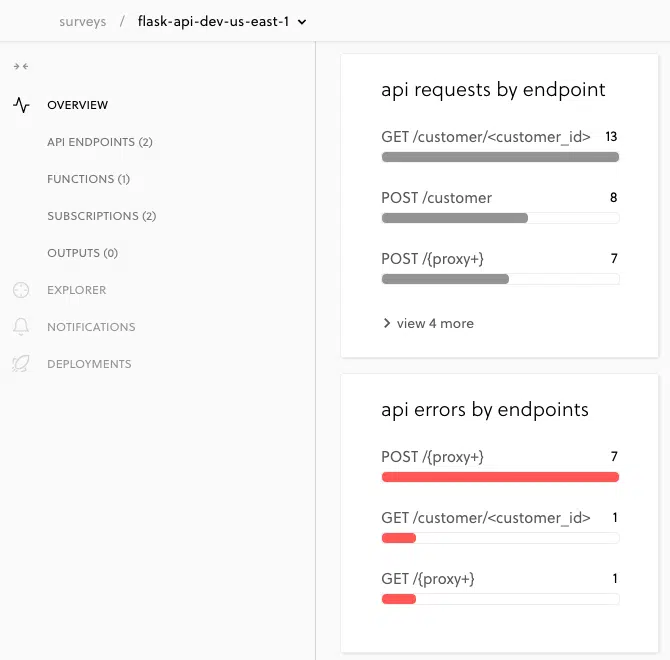 surveys / flask-api-dev-us-east-1
OVERVIEW
API ENDPOINTS (2)
FUNCTIONS (1)
SUBSCRIPTIONS (2)
OUTPUTS (0)
EXPLORER
NOTIFICATIONS
DEPLOYMENTS
api requests by endpoint
GET /customer/<customer_id> 13
POST /customer 8
POST /{proxy+} 7
view 4 more
api errors by endpoints
POST /{proxy+} 7
GET /customer/<customer_id> 1
GET /{proxy+} 1